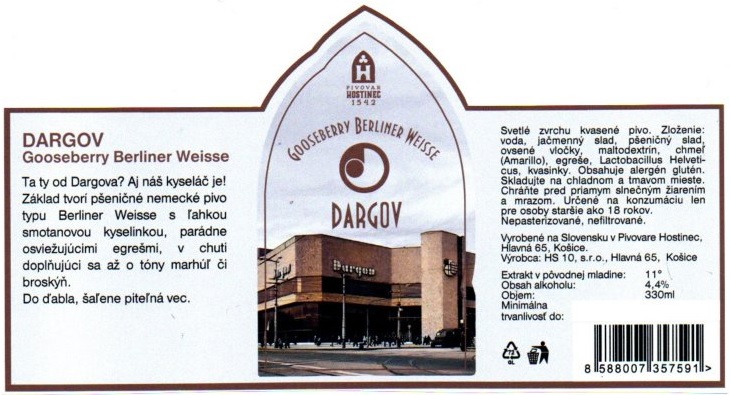 DARGOV
Gooseberry Berliner Weisse
Ta ty od Dargova? Aj náš kyseláč je!
Základ tvorí pšeničné nemecké pivo
typu Berliner Weisse s ľahkou
smotanovou kyselinkou, parádne
osviežujúcimi egrešmi, v chuti
doplňujúci sa až o tóny marhúľ či
broskýň.
Do ďabla, šaľene piteľná vec.
PIVOVAR
HOSTINEC
1542
GOOSEBERRY BERLINER WEISSE
DARGOV
Dargov
Svetlé zvrchu kvasené pivo. Zloženie:
voda, jačmenný slad, pšeničný slad,
ovsené vločky, maltodextrín, chmeľ
(Amarillo), egreše, Lactobacillus Helveti-
cus, kvasinky. Obsahuje alergén glutén.
Skladujte na chladnom a tmavom mieste.
Chráňte pred priamym slnečným žiarením
a mrazom. Určené na konzumáciu len
pre osoby staršie ako 18 rokov.
Nepasterizované, nefiltrované.
Vyrobené na Slovensku v Pivovare Hostinec,
Hlavná 65, Košice.
Výrobca: HS 10, s.r.o., Hlavná 65, Košice
Extrakt v pôvodnej mladine: 11°
Obsah alkoholu: 4,4%
Objem: 330ml
Minimálna
trvanlivosť do:
GL
8 588007 357591 >